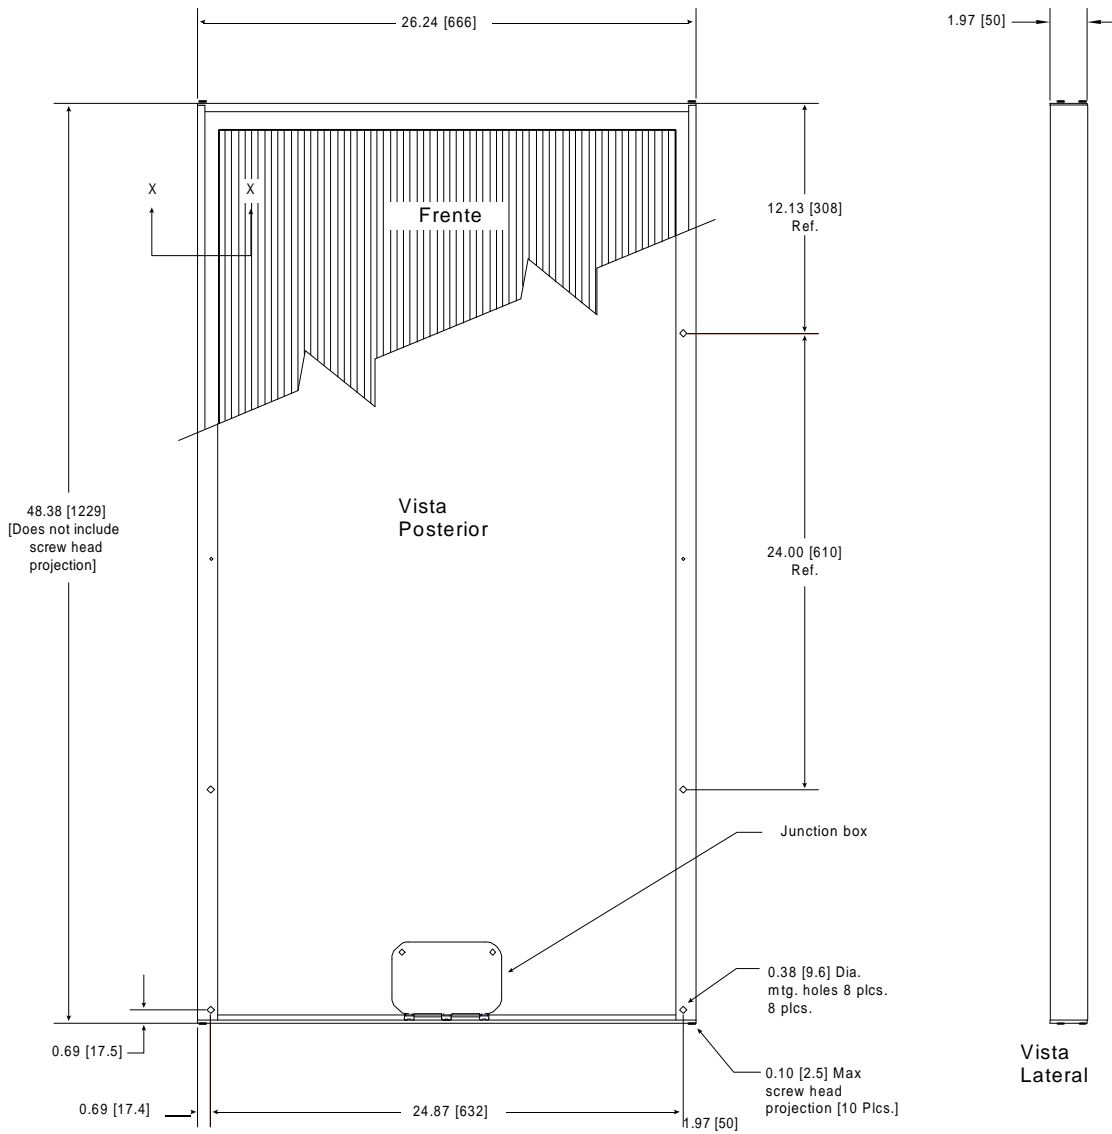 26.24 [666]
1.97 [50]
X
X
Frente
12.13 [308]
Ref.
48.38 [1229]
[Does not include
screw head
projection]
Vista
Posterior
24.00 [610]
Ref.
Junction box
0.38 [9.6] Dia.
mtg. holes 8 plcs.
8 plcs.
0.69 [17.5]
Vista
Lateral
0.10 [2.5] Max
screw head
projection [10 Plcs.]
0.69 [17.4]
24.87 [632]
1.97 [50]